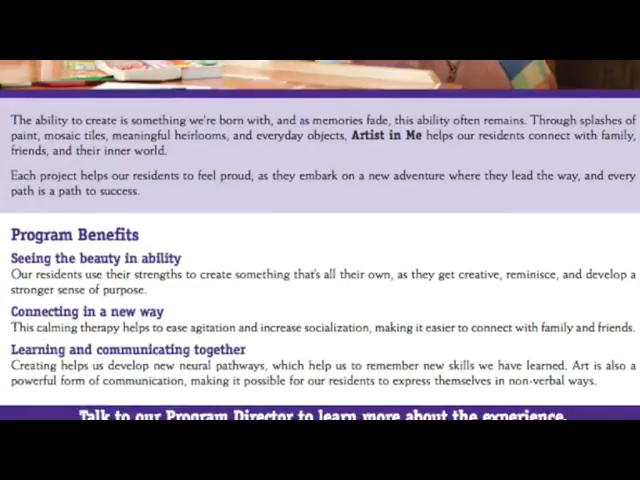 The ability to create is something we're born with, and as memories fade, this ability often remains. Through splashes of
paint, mosaic tiles, meaningful heirlooms, and everyday objects, Artist in Me helps our residents connect with family,
friends, and their inner world.
Each project helps our residents to feel proud, as they embark on a new adventure where they lead the way, and every
path is a path to success.
Program Benefits
Seeing the beauty in ability
Our residents use their strengths to create something that's all their own, as they get creative, reminisce, and develop a
stronger sense of purpose.
Connecting in a new way
This calming therapy helps to ease agitation and increase socialization, making it easier to connect with family and friends.
Learning and communicating together
Creating helps us develop new neural pathways, which help us to remember new skills we have learned. Art is also a
powerful form of communication, making it possible for our residents to express themselves in non-verbal ways.
Talk to our Program Director to learn more about the experience.